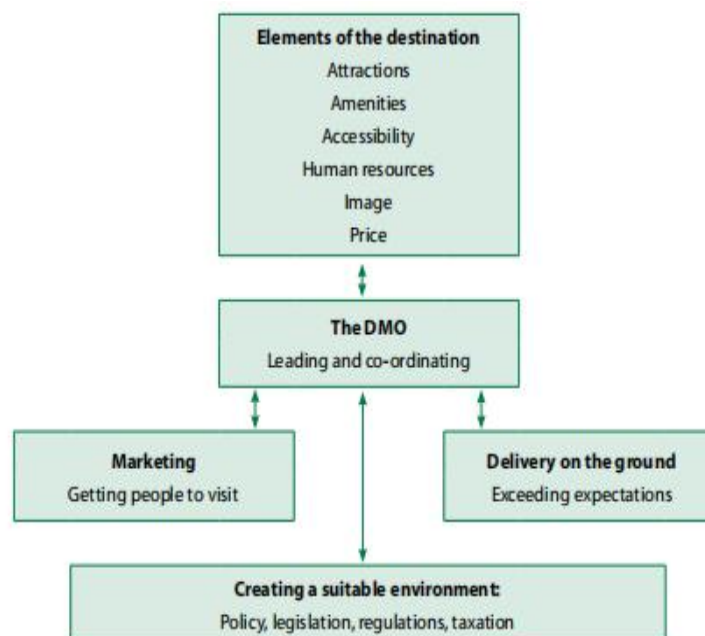 Elements of the destination
Attractions
Amenities
Accessibility
Human resources
Image
Price
The DMO
Leading and co-ordinating
Marketing
Getting people to visit
Delivery on the ground
Exceeding expectations
Creating a suitable environment:
Policy, legislation, regulations, taxation